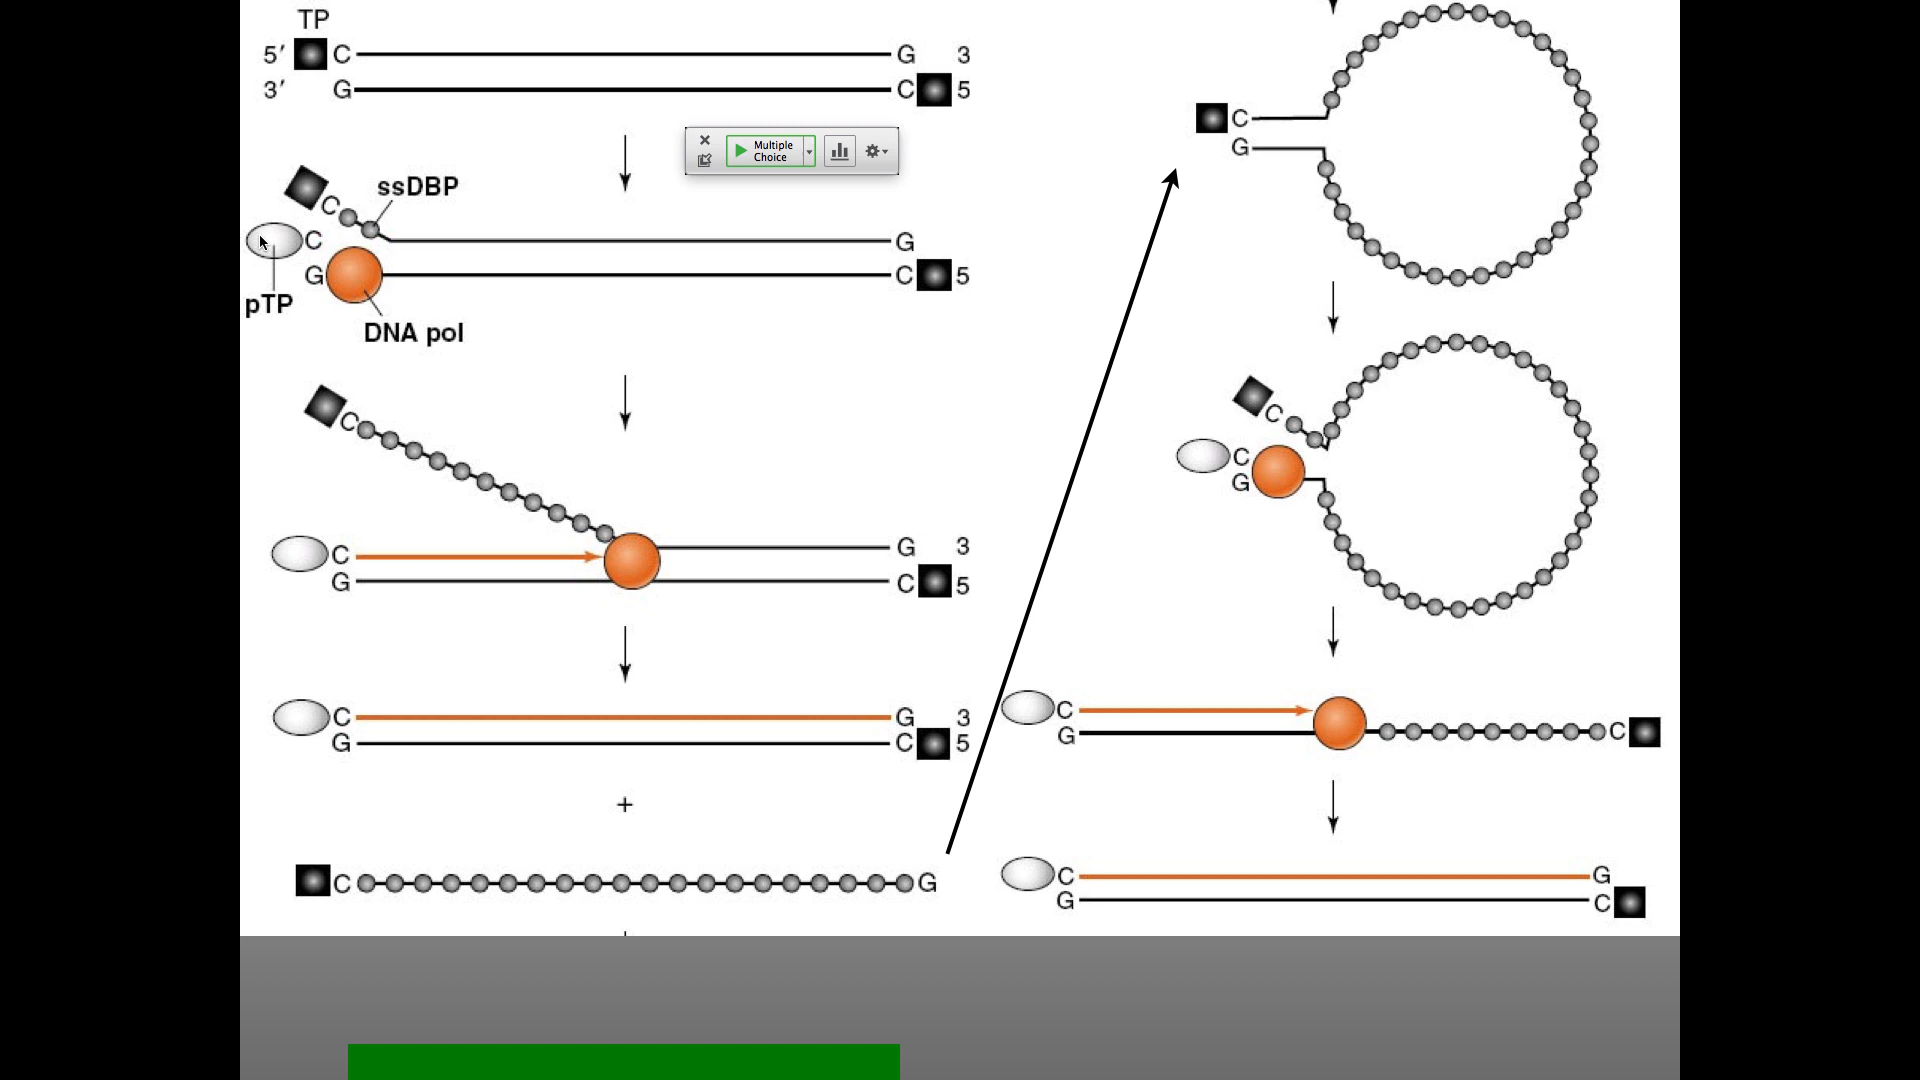 TP
5′ C G 3
3′ G C 5
Multiple
Choice
ssDBP
C
C G
G C 5
pTP
DNA pol
C
C G 3
G C 5
C G 3
G C 5
+
C G
C
G
C
C
G
C
G C
C G
G C